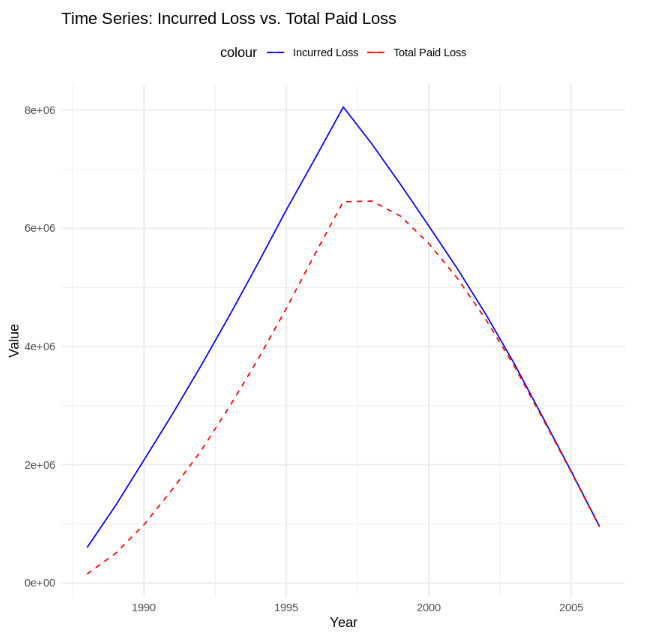 Time Series: Incurred Loss vs. Total Paid Loss
colour Incurred Loss Total Paid Loss
8e+06
6e+06
4e+06
2e+06
0e+00
Value
1990 1995 2000 2005
Year